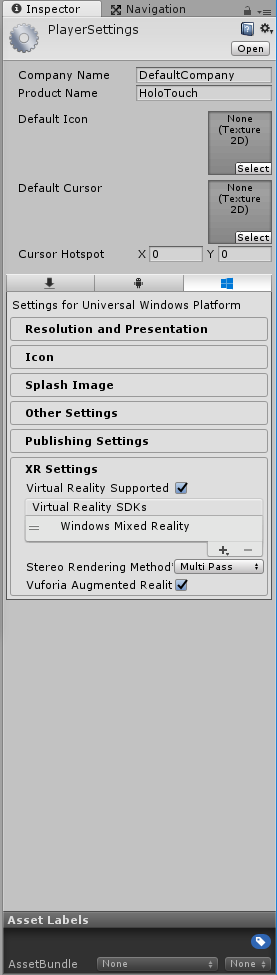 Inspector Navigation
PlayerSettings
Open
Company Name DefaultCompany
Product Name HoloTouch
Default Icon None
(Texture
2D)
Select
Default Cursor None
(Texture
2D)
Select
Cursor Hotspot X 0 Y 0
Settings for Universal Windows Platform
Resolution and Presentation
Icon
Splash Image
Other Settings
Publishing Settings
XR Settings
Virtual Reality Supported
Virtual Reality SDKs
Windows Mixed Reality
+ −
Stereo Rendering Method* Multi Pass
Vuforia Augmented Realit
Asset Labels
AssetBundle None None